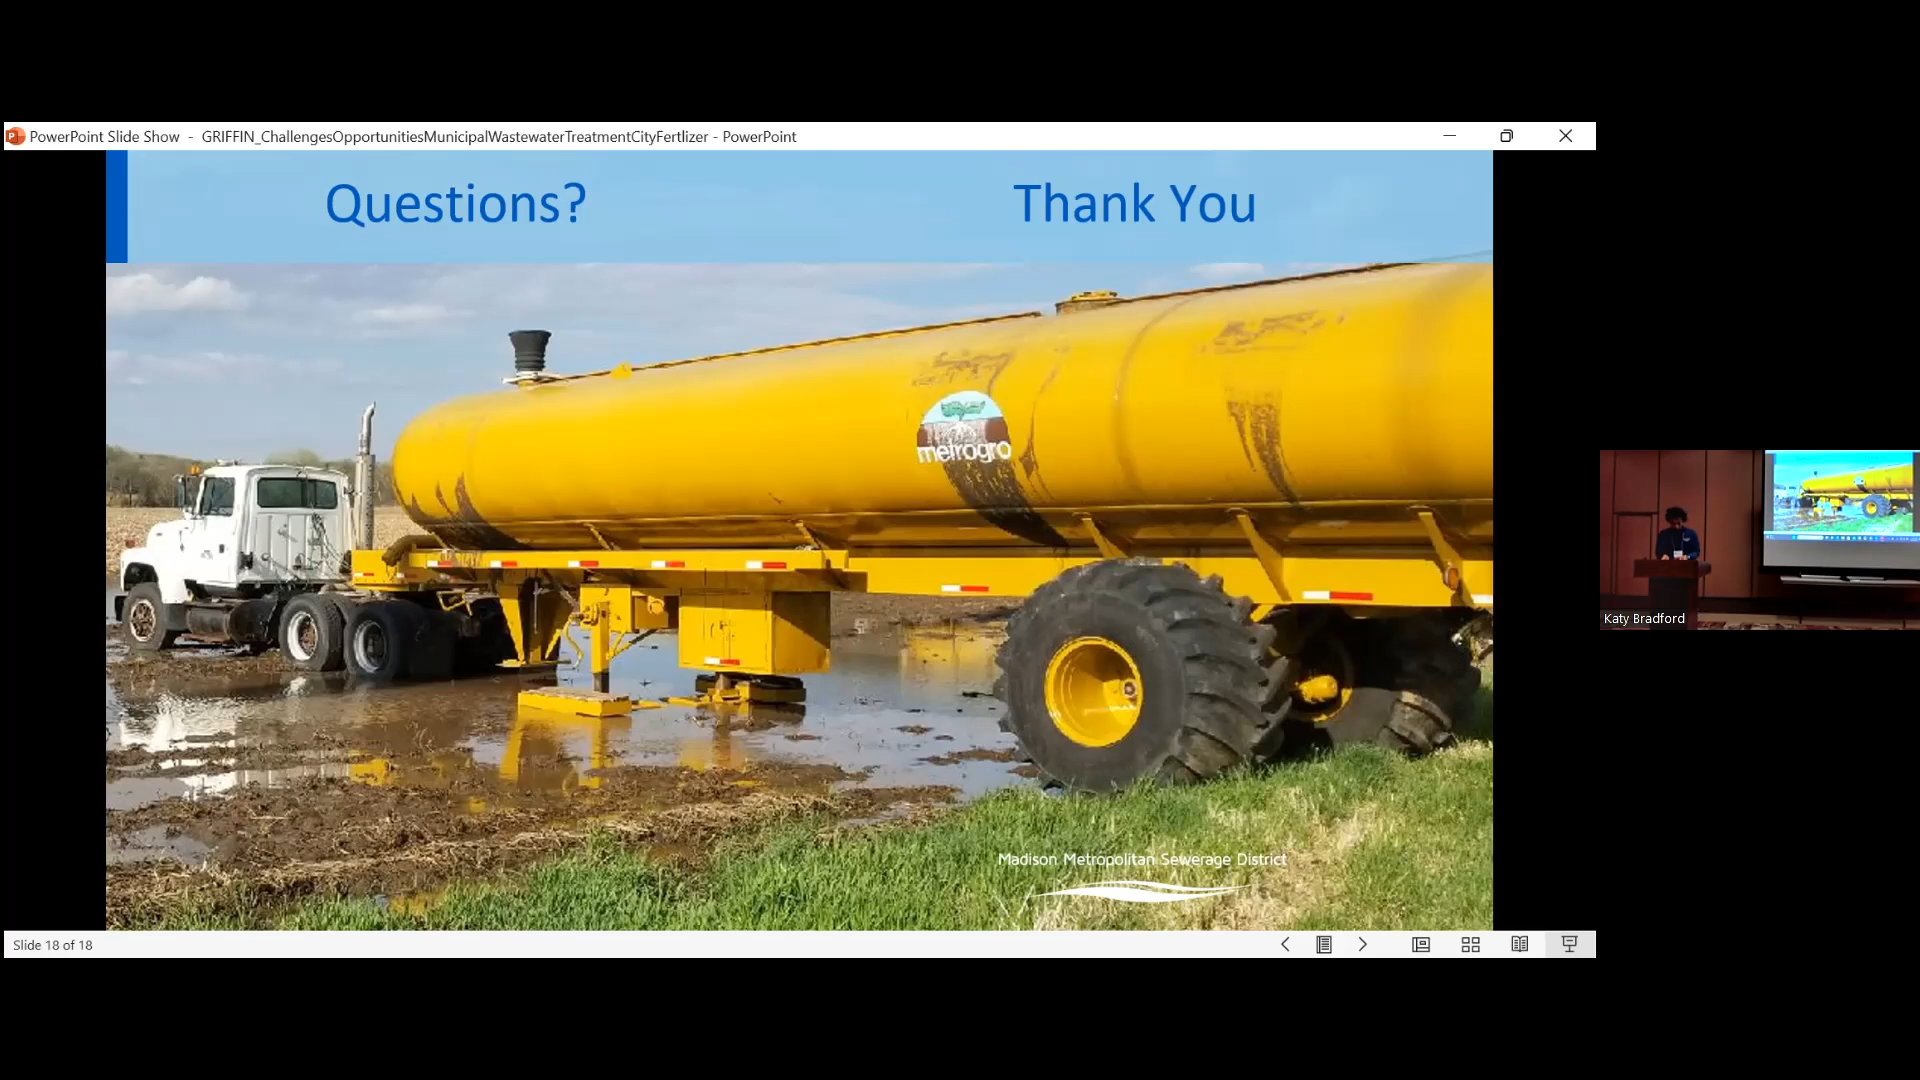 PowerPoint Slide Show - GRIFFIN_ChallengesOpportunitiesMunicipalWastewaterTreatmentCityFertlizer - PowerPoint
Questions?
Thank You
metrogro
Madison Metropolitan Sewerage District
Slide 18 of 18
Katy Bradford